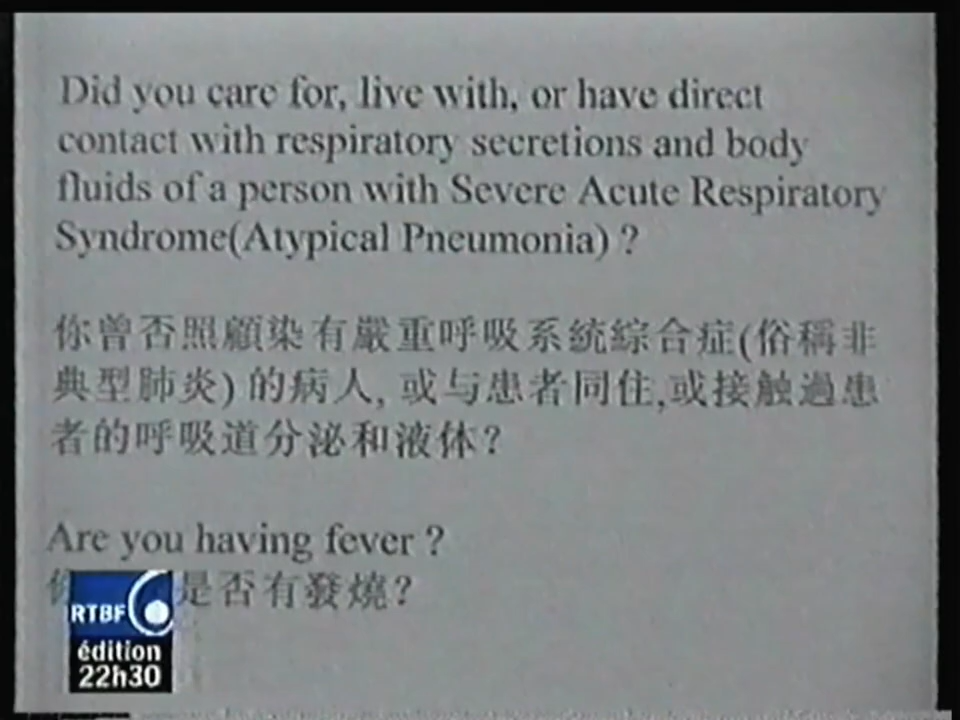 Did you care for, live with, or have direct
contact with respiratory secretions and body
fluids of a person with Severe Acute Respiratory
Syndrome(Atypical Pneumonia) ?
你曾否照顧染有嚴重呼吸系統綜合症(俗稱非
典型肺炎) 的病人, 或与患者同住,或接触過患
者的呼吸道分泌和液体?
Are you having fever ?
是否有發燒?
RTBF
édition
22h30